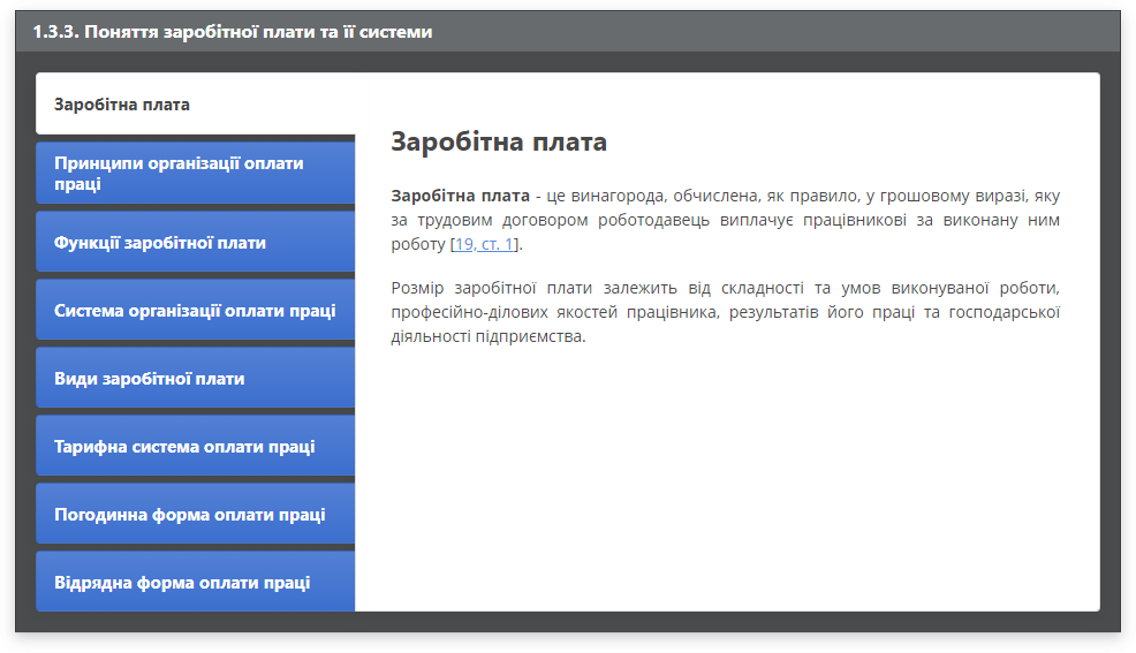 1.3.3. Поняття заробітної плати та її системи
Заробітна плата
Принципи організації оплати
праці
Функції заробітної плати
Система організації оплати праці
Види заробітної плати
Тарифна система оплати праці
Погодинна форма оплати праці
Відрядна форма оплати праці
Заробітна плата
Заробітна плата - це винагорода, обчислена, як правило, у грошовому виразі, яку
за трудовим договором роботодавець виплачує працівникові за виконану ним
роботу [19, ст. 1].
Розмір заробітної плати залежить від складності та умов виконуваної роботи,
професійно-ділових якостей працівника, результатів його праці та господарської
діяльності підприємства.